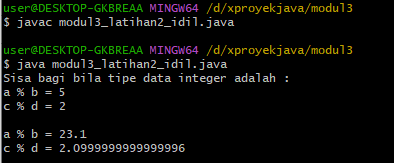 user@DESKTOP-GKBREAA MINGW64 /d/xproyekjava/modul3
$ javac modul3_latihan2_idil.java

user@DESKTOP-GKBREAA MINGW64 /d/xproyekjava/modul3
$ java modul3_latihan2_idil.java
Sisa bagi bila tipe data integer adalah :
a % b = 5
c % d = 2

a % b = 23.1
c % d = 2.0999999999999996